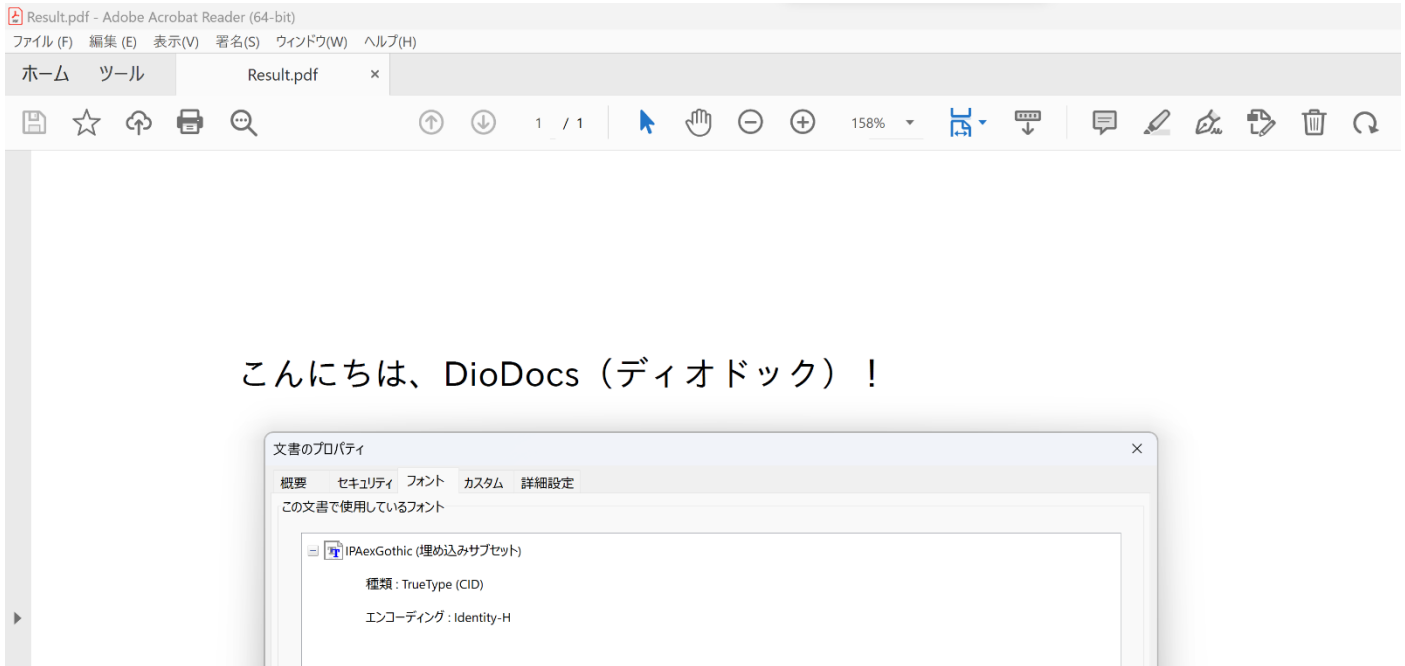 Result.pdf - Adobe Acrobat Reader (64-bit)
ファイル (F) 編集 (E) 表示(V) 署名(S) ウィンドウ(W) ヘルプ(H)
ホーム ツール Result.pdf ×
1 / 1 158%
こんにちは、DioDocs（ディオドック）！
文書のプロパティ ×
概要 セキュリティ フォント カスタム 詳細設定
この文書で使用しているフォント
IPAexGothic (埋め込みサブセット)
種類 : TrueType (CID)
エンコーディング : Identity-H